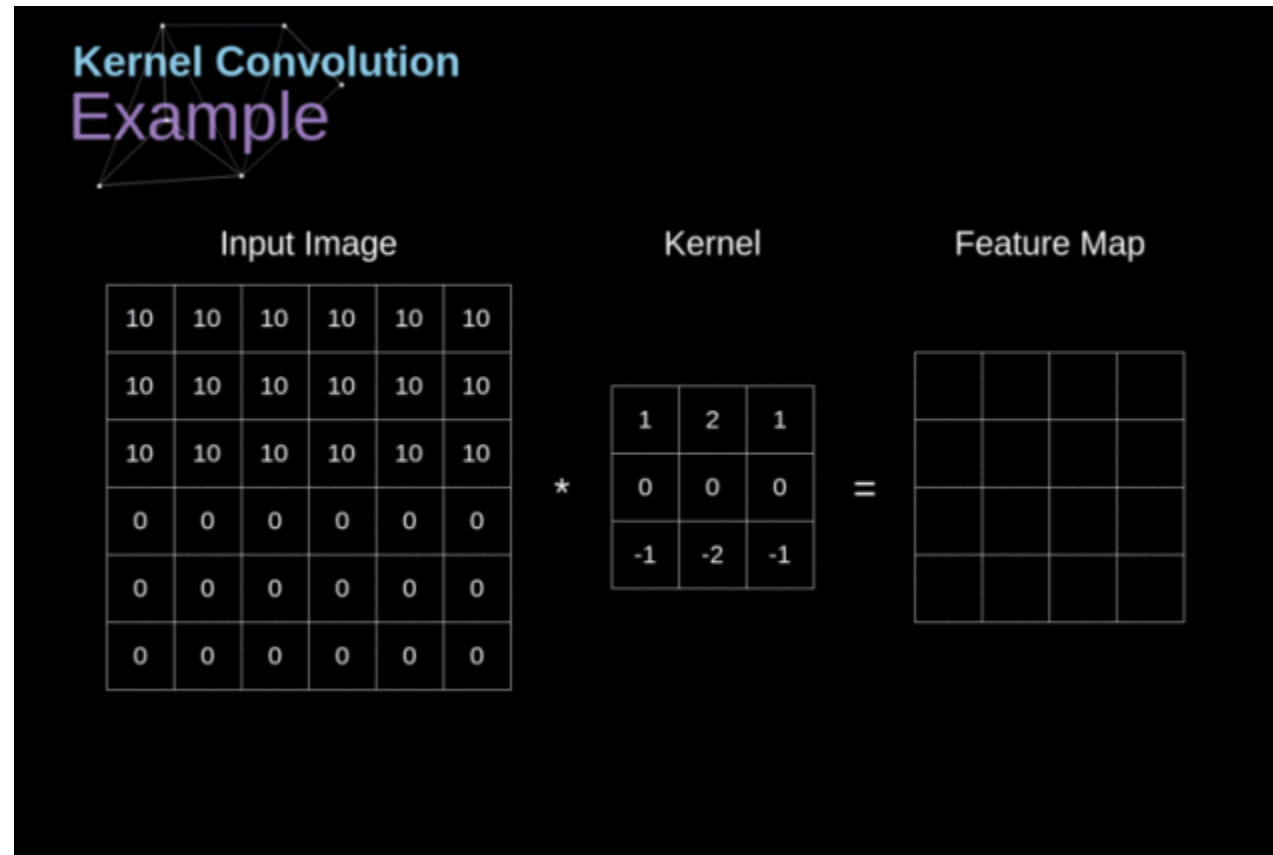 Kernel Convolution
Example
Input Image Kernel Feature Map
10 10 10 10 10 10
10 10 10 10 10 10
1 2 1
10 10 10 10 10 10
* 0 0 0 =
0 0 0 0 0 0
-1 -2 -1
0 0 0 0 0 0
0 0 0 0 0 0